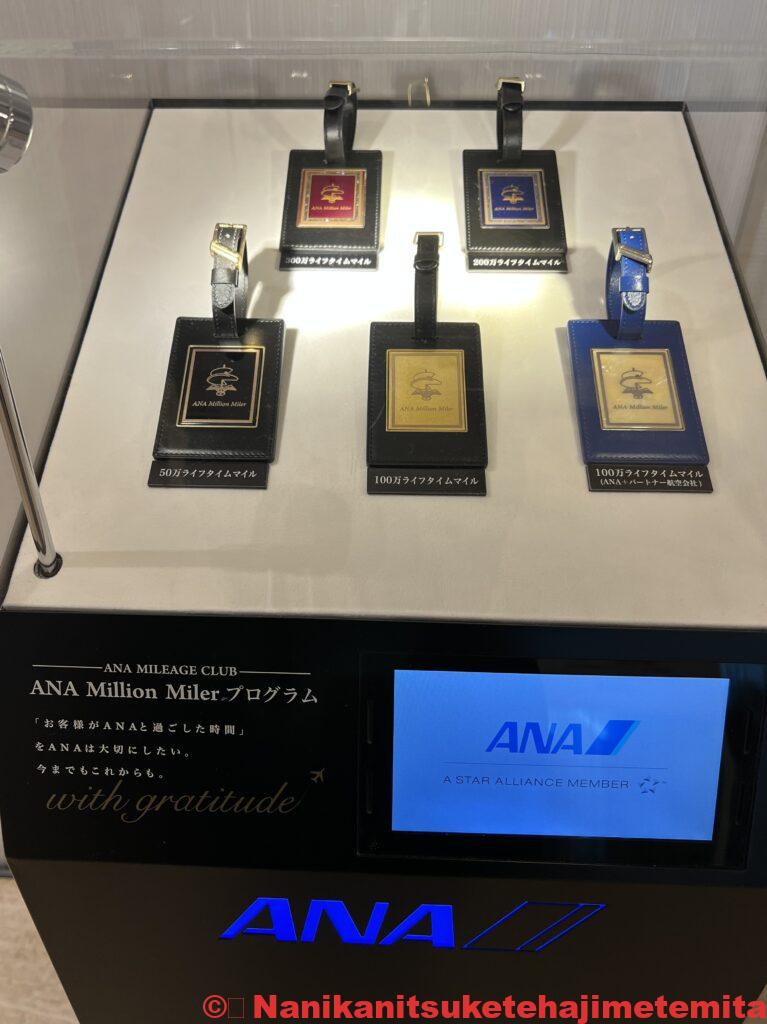 ANA Million Miler
ANA Million Miler
300万ライフタイムマイル
200万ライフタイムマイル
ANA Million Miler
ANA Million Miler
ANA Million Miler
50万ライフタイムマイル
100万ライフタイムマイル
100万ライフタイムマイル
(ANA+パートナー航空会社)
ANA MILEAGE CLUB
ANA Million Miler プログラム
「お客様がANAと過ごした時間」
をANAは大切にしたい。
今までもこれからも。
with gratitude
ANA
A STAR ALLIANCE MEMBER
ANA
© Nanikanitsuketehajimetemita